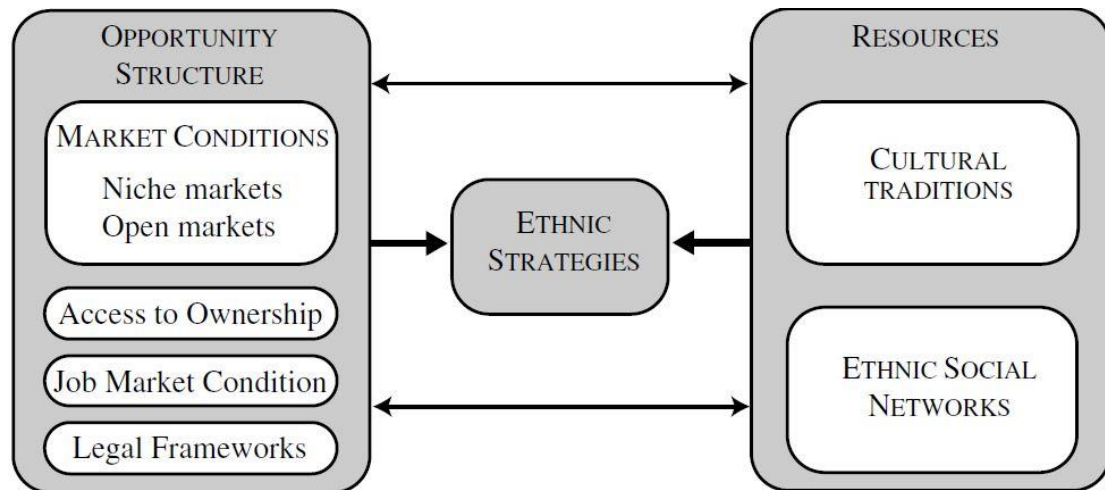 OPPORTUNITY
STRUCTURE
MARKET CONDITIONS
Niche markets
Open markets
Access to Ownership
Job Market Condition
Legal Frameworks
ETHNIC
STRATEGIES
RESOURCES
CULTURAL
TRADITIONS
ETHNIC SOCIAL
NETWORKS